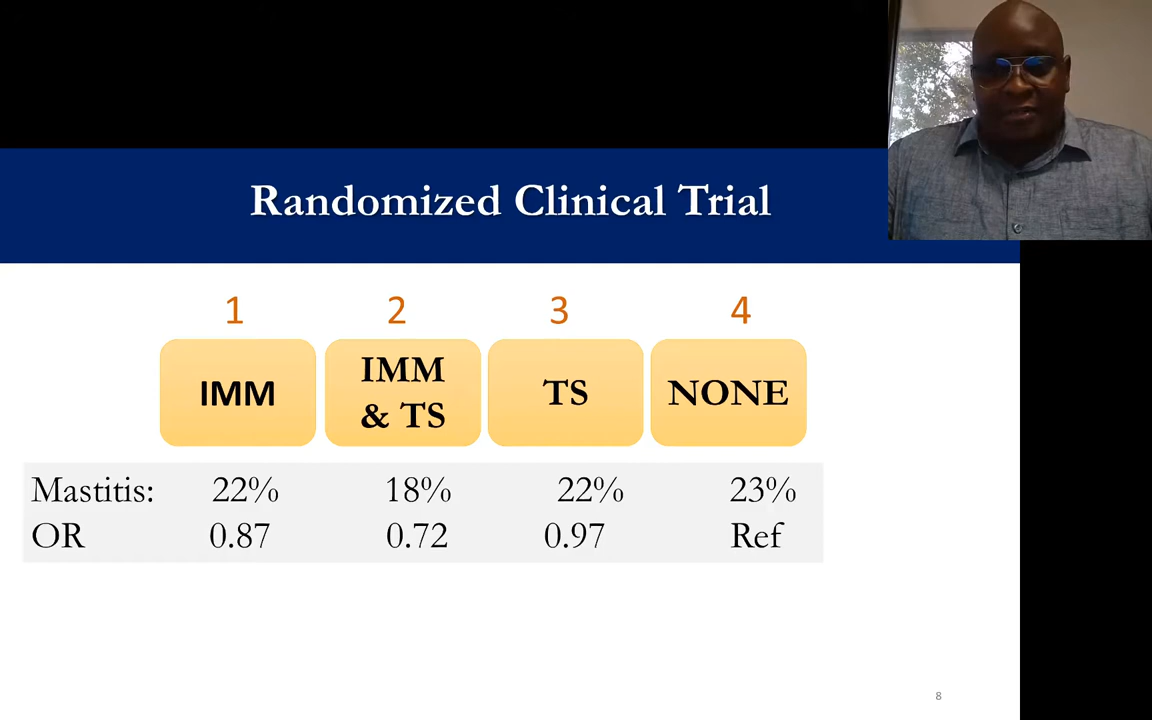 Randomized Clinical Trial
1 2 3 4
IMM
IMM
& TS
TS
NONE
Mastitis: 22% 18% 22% 23%
OR 0.87 0.72 0.97 Ref
8